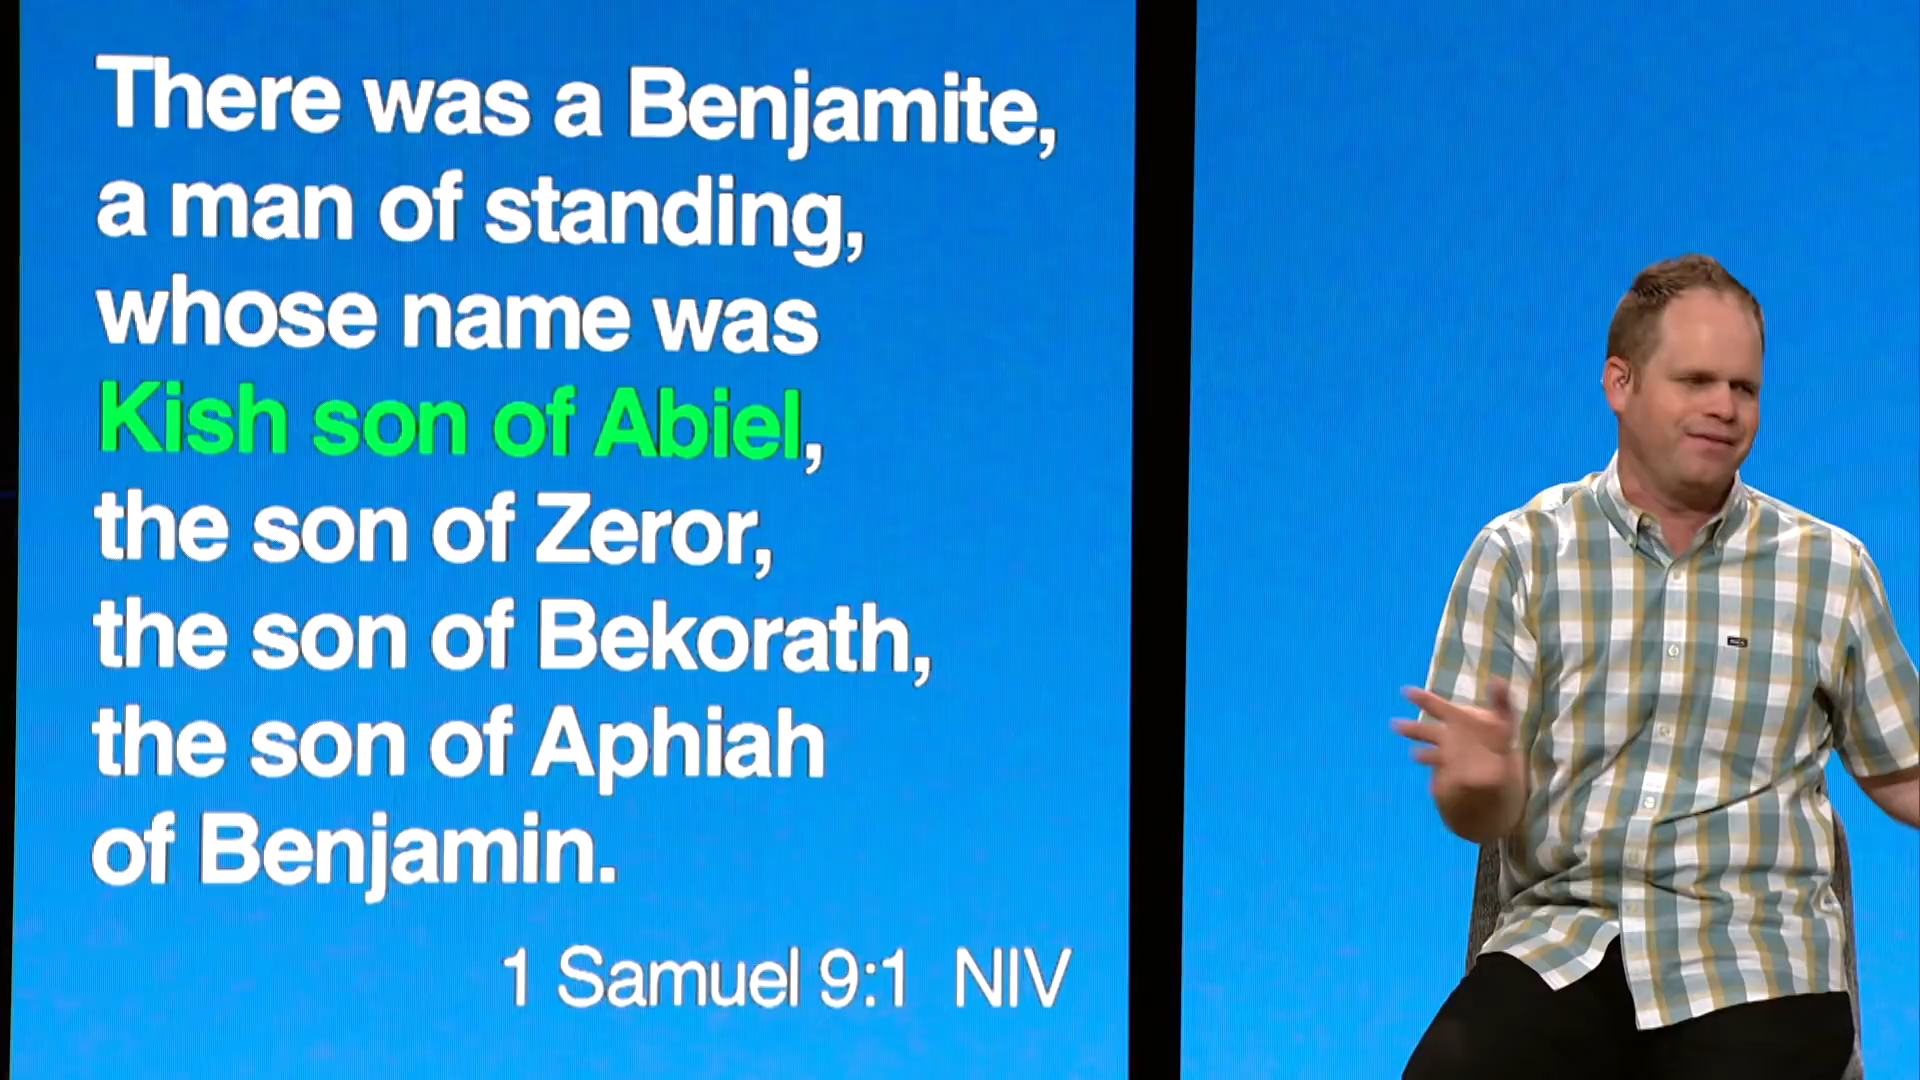 There was a Benjamite,
a man of standing,
whose name was
Kish son of Abiel,
the son of Zeror,
the son of Bekorath,
the son of Aphiah
of Benjamin.
1 Samuel 9:1 NIV